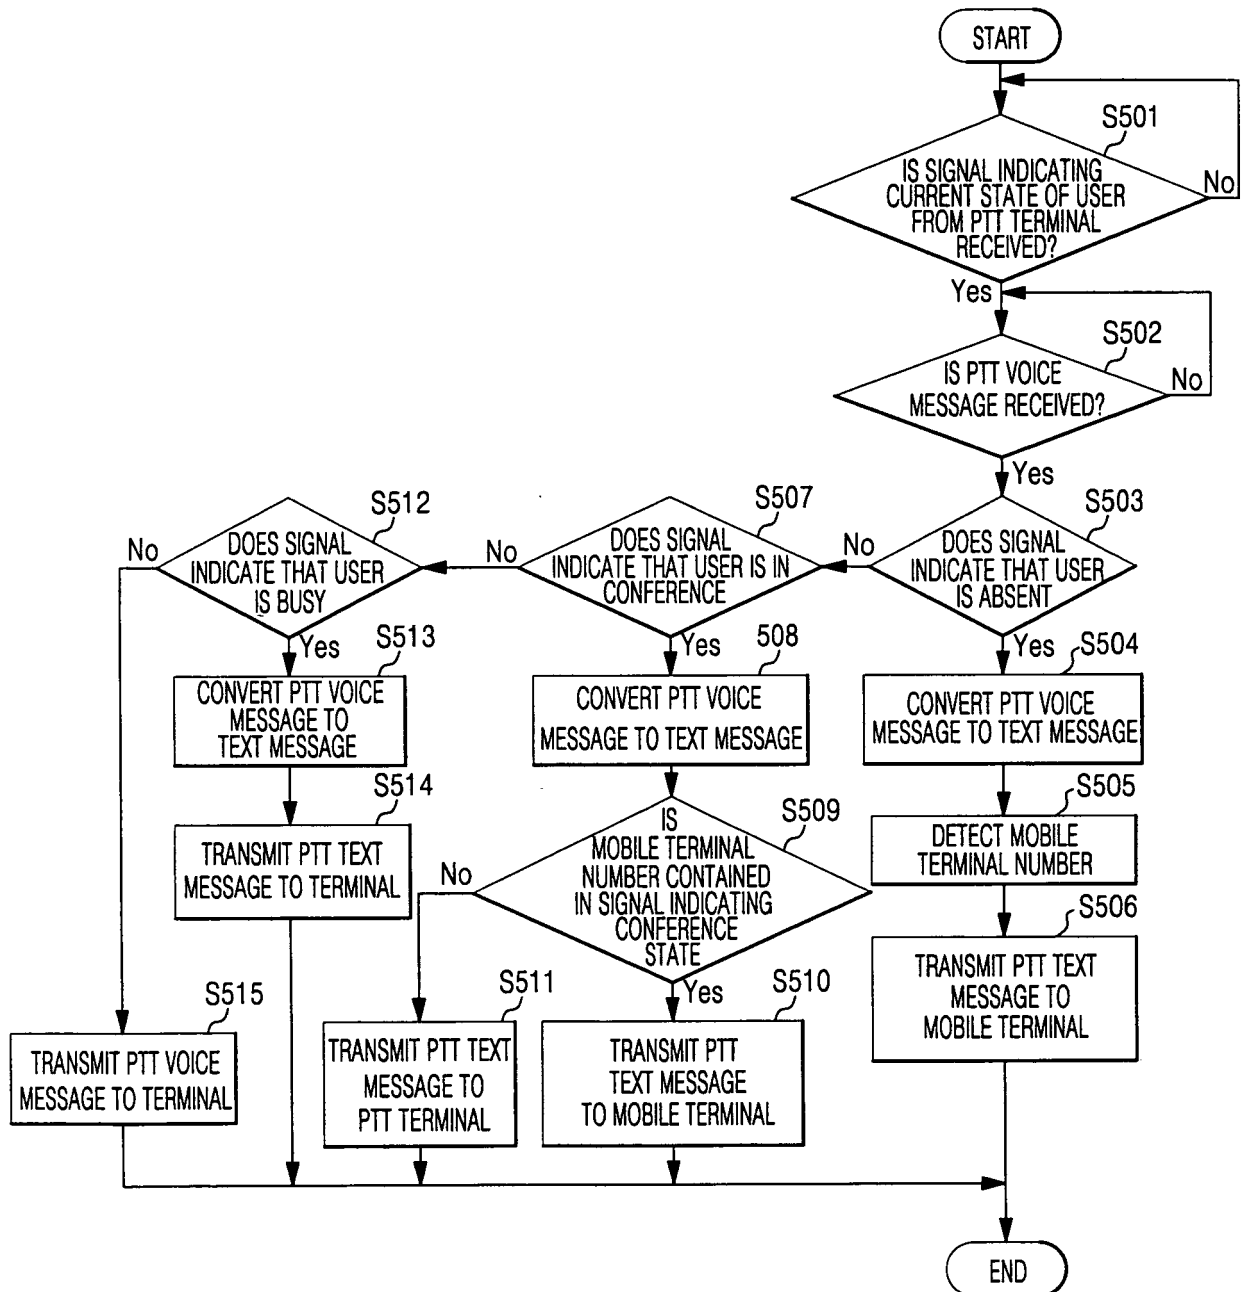 START
S501
IS SIGNAL INDICATING
CURRENT STATE OF USER
FROM PTT TERMINAL
RECEIVED?
No
Yes
S502
IS PTT VOICE
MESSAGE RECEIVED?
No
Yes
S503
DOES SIGNAL
INDICATE THAT USER
IS ABSENT
No
Yes
S507
DOES SIGNAL
INDICATE THAT USER IS IN
CONFERENCE
No
Yes
S512
DOES SIGNAL
INDICATE THAT USER
IS BUSY
No
Yes
S513
CONVERT PTT VOICE
MESSAGE TO
TEXT MESSAGE
508
CONVERT PTT VOICE
MESSAGE TO TEXT MESSAGE
S504
CONVERT PTT VOICE
MESSAGE TO TEXT MESSAGE
S514
TRANSMIT PTT TEXT
MESSAGE TO TERMINAL
S509
IS
MOBILE TERMINAL
NUMBER CONTAINED
IN SIGNAL INDICATING
CONFERENCE
STATE
No
Yes
S505
DETECT MOBILE
TERMINAL NUMBER
S506
TRANSMIT PTT TEXT
MESSAGE TO
MOBILE TERMINAL
S515
TRANSMIT PTT VOICE
MESSAGE TO TERMINAL
S511
TRANSMIT PTT TEXT
MESSAGE TO
PTT TERMINAL
S510
TRANSMIT PTT
TEXT MESSAGE
TO MOBILE TERMINAL
END